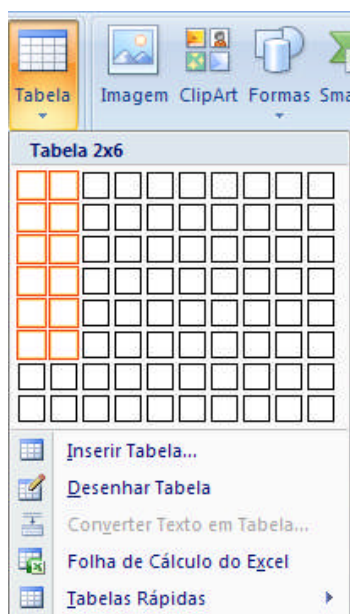 Tabela Imagem ClipArt Formas Sma
Tabela 2x6
Inserir Tabela...
Desenhar Tabela
Converter Texto em Tabela...
Folha de Cálculo do Excel
Tabelas Rápidas